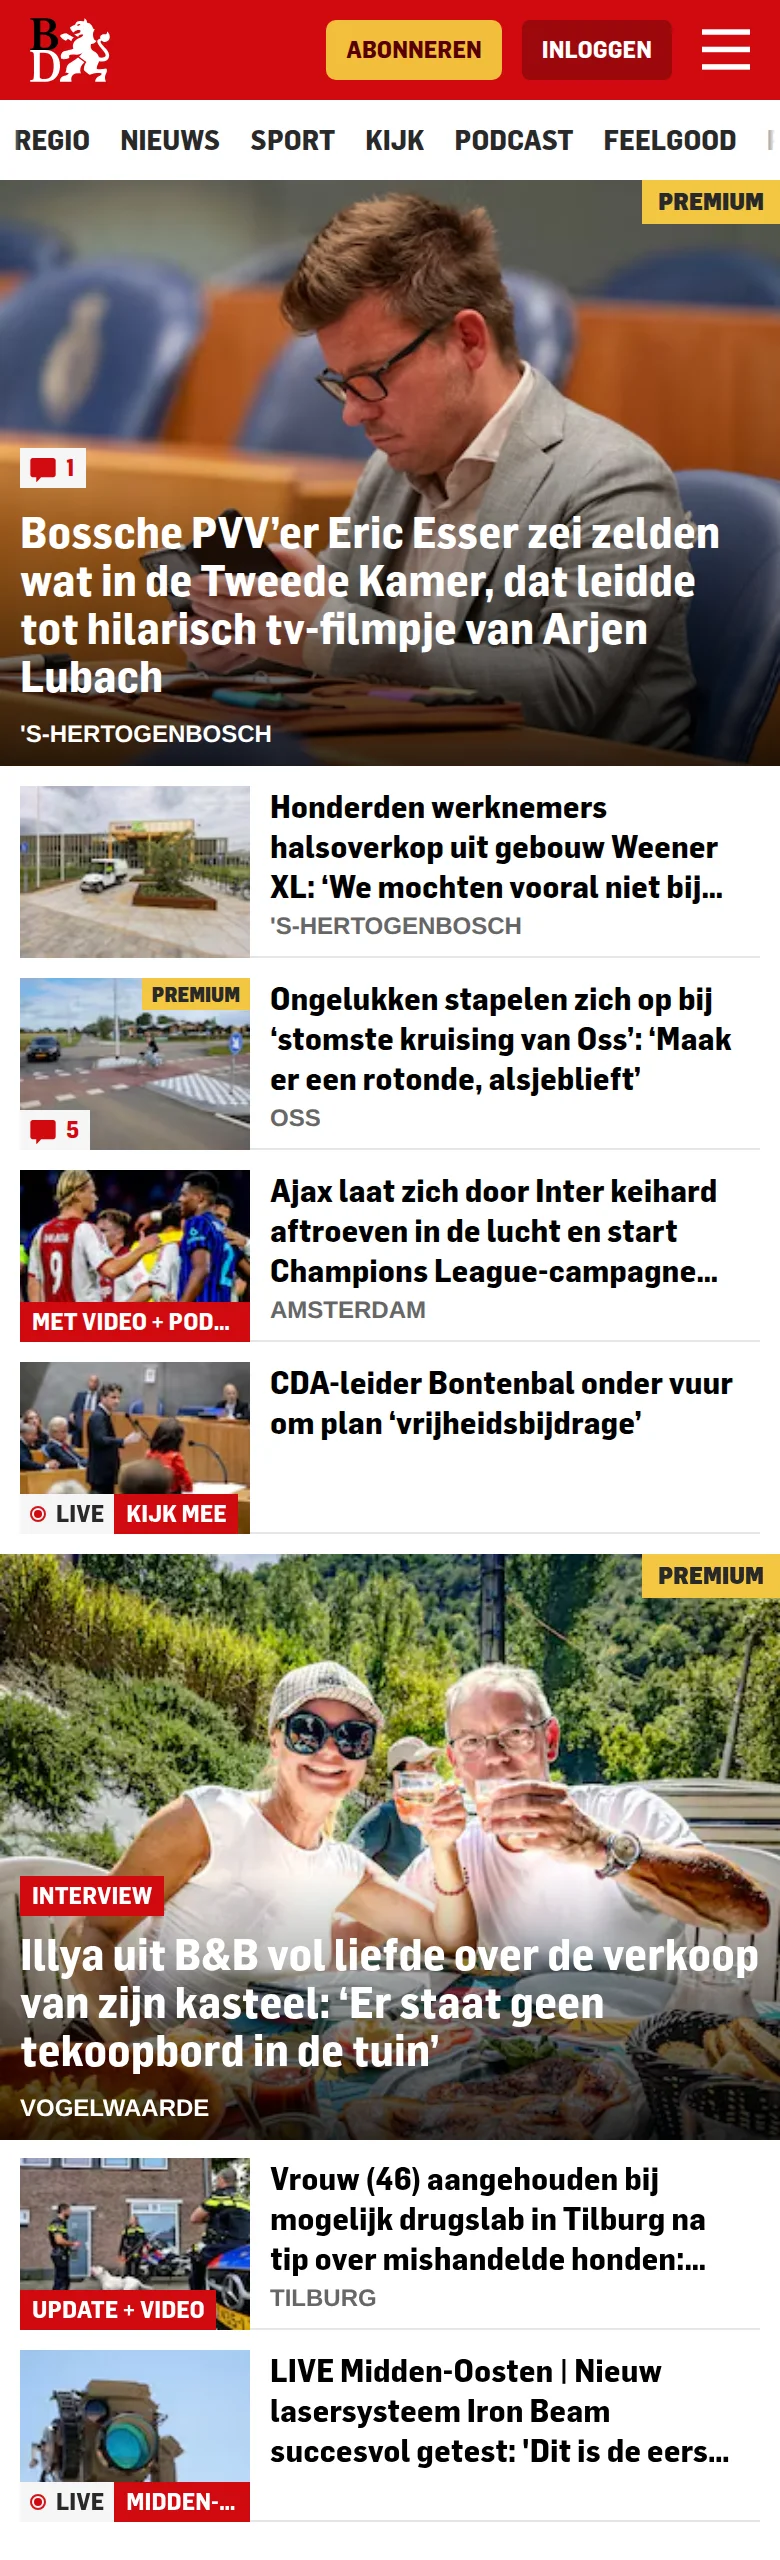 BD
ABONNEREN
INLOGGEN
REGIO NIEUWS SPORT KIJK PODCAST FEELGOOD
PREMIUM
1
Bossche PVV’er Eric Esser zei zelden
wat in de Tweede Kamer, dat leidde
tot hilarisch tv-filmpje van Arjen
Lubach
'S-HERTOGENBOSCH
Honderden werknemers
halsoverkop uit gebouw Weener
XL: ‘We mochten vooral niet bij...
'S-HERTOGENBOSCH
PREMIUM
5
Ongelukken stapelen zich op bij
‘stomste kruising van Oss’: ‘Maak
er een rotonde, alsjeblieft’
OSS
9
2
MET VIDEO + POD...
Ajax laat zich door Inter keihard
aftroeven in de lucht en start
Champions League-campagne...
AMSTERDAM
LIVE
KIJK MEE
CDA-leider Bontenbal onder vuur
om plan ‘vrijheidsbijdrage’
PREMIUM
INTERVIEW
Illya uit B&B vol liefde over de verkoop
van zijn kasteel: ‘Er staat geen
tekoopbord in de tuin’
VOGELWAARDE
UPDATE + VIDEO
Vrouw (46) aangehouden bij
mogelijk drugslab in Tilburg na
tip over mishandelde honden:...
TILBURG
LIVE
MIDDEN-...
LIVE Midden-Oosten | Nieuw
lasersysteem Iron Beam
succesvol getest: 'Dit is de eers...